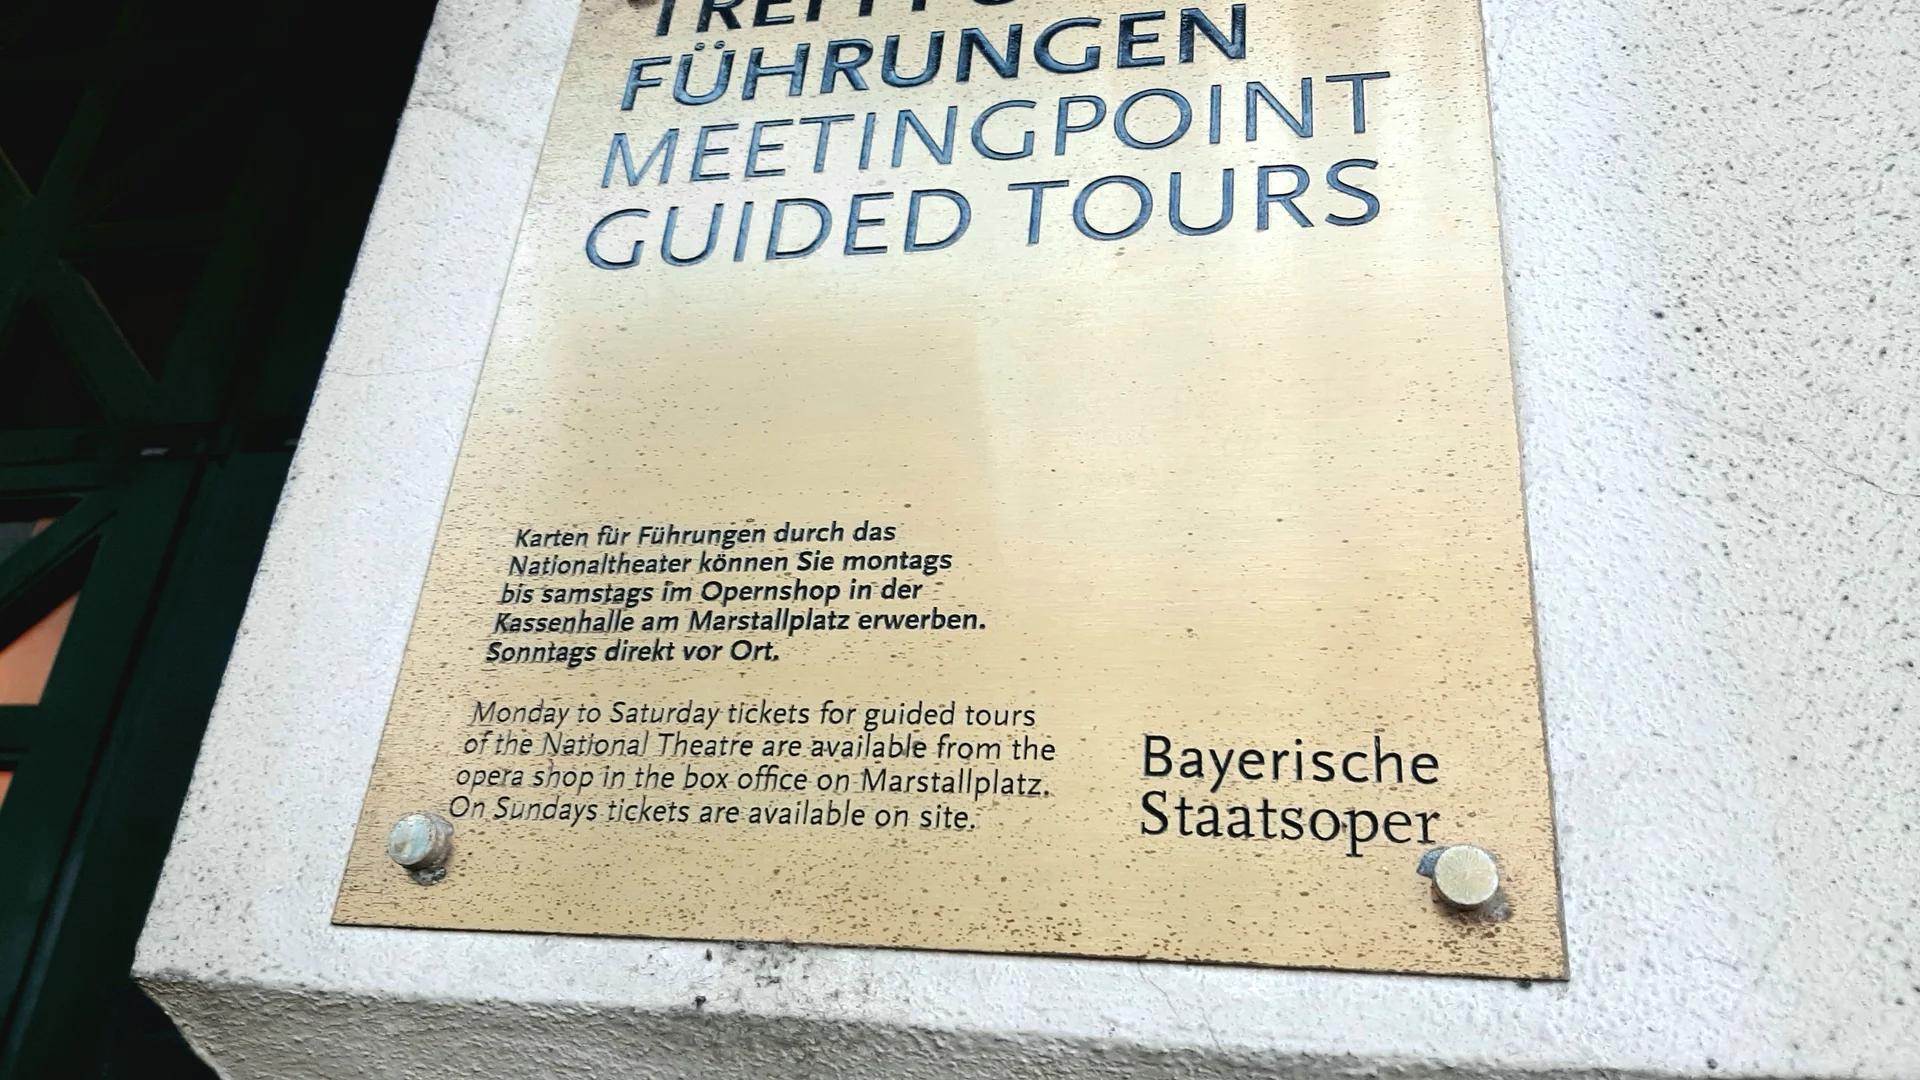 FÜHRUNGEN
MEETINGPOINT
GUIDED TOURS
Karten für Führungen durch das
Nationaltheater können Sie montags
bis samstags im Opernshop in der
Kassenhalle am Marstallplatz erwerben.
Sonntags direkt vor Ort.
Monday to Saturday tickets for guided tours
of the National Theatre are available from the
opera shop in the box office on Marstallplatz.
On Sundays tickets are available on site.
Bayerische
Staatsoper